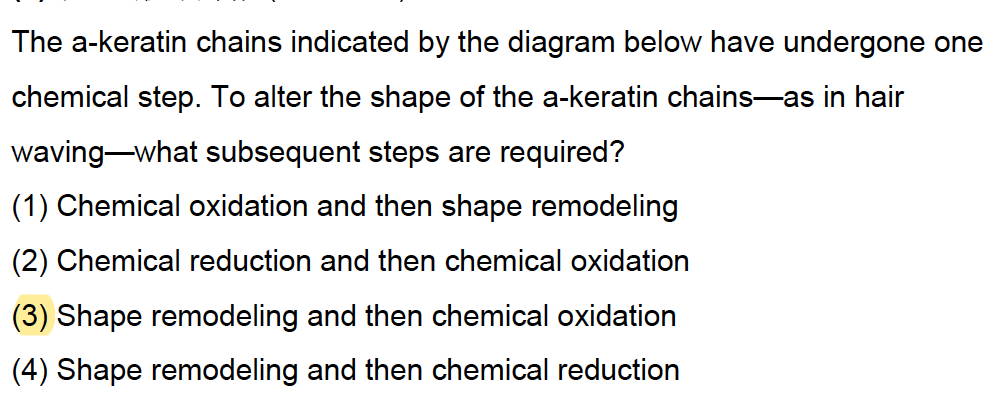 The a-keratin chains indicated by the diagram below have undergone one
chemical step. To alter the shape of the a-keratin chains—as in hair
waving—what subsequent steps are required?
(1) Chemical oxidation and then shape remodeling
(2) Chemical reduction and then chemical oxidation
(3) Shape remodeling and then chemical oxidation
(4) Shape remodeling and then chemical reduction